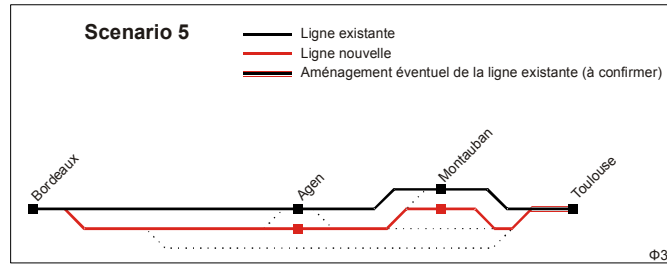 Scenario 5
Ligne existante
Ligne nouvelle
Aménagement éventuel de la ligne existante (à confirmer)
Bordeaux
Agen
Montauban
Toulouse
Φ3